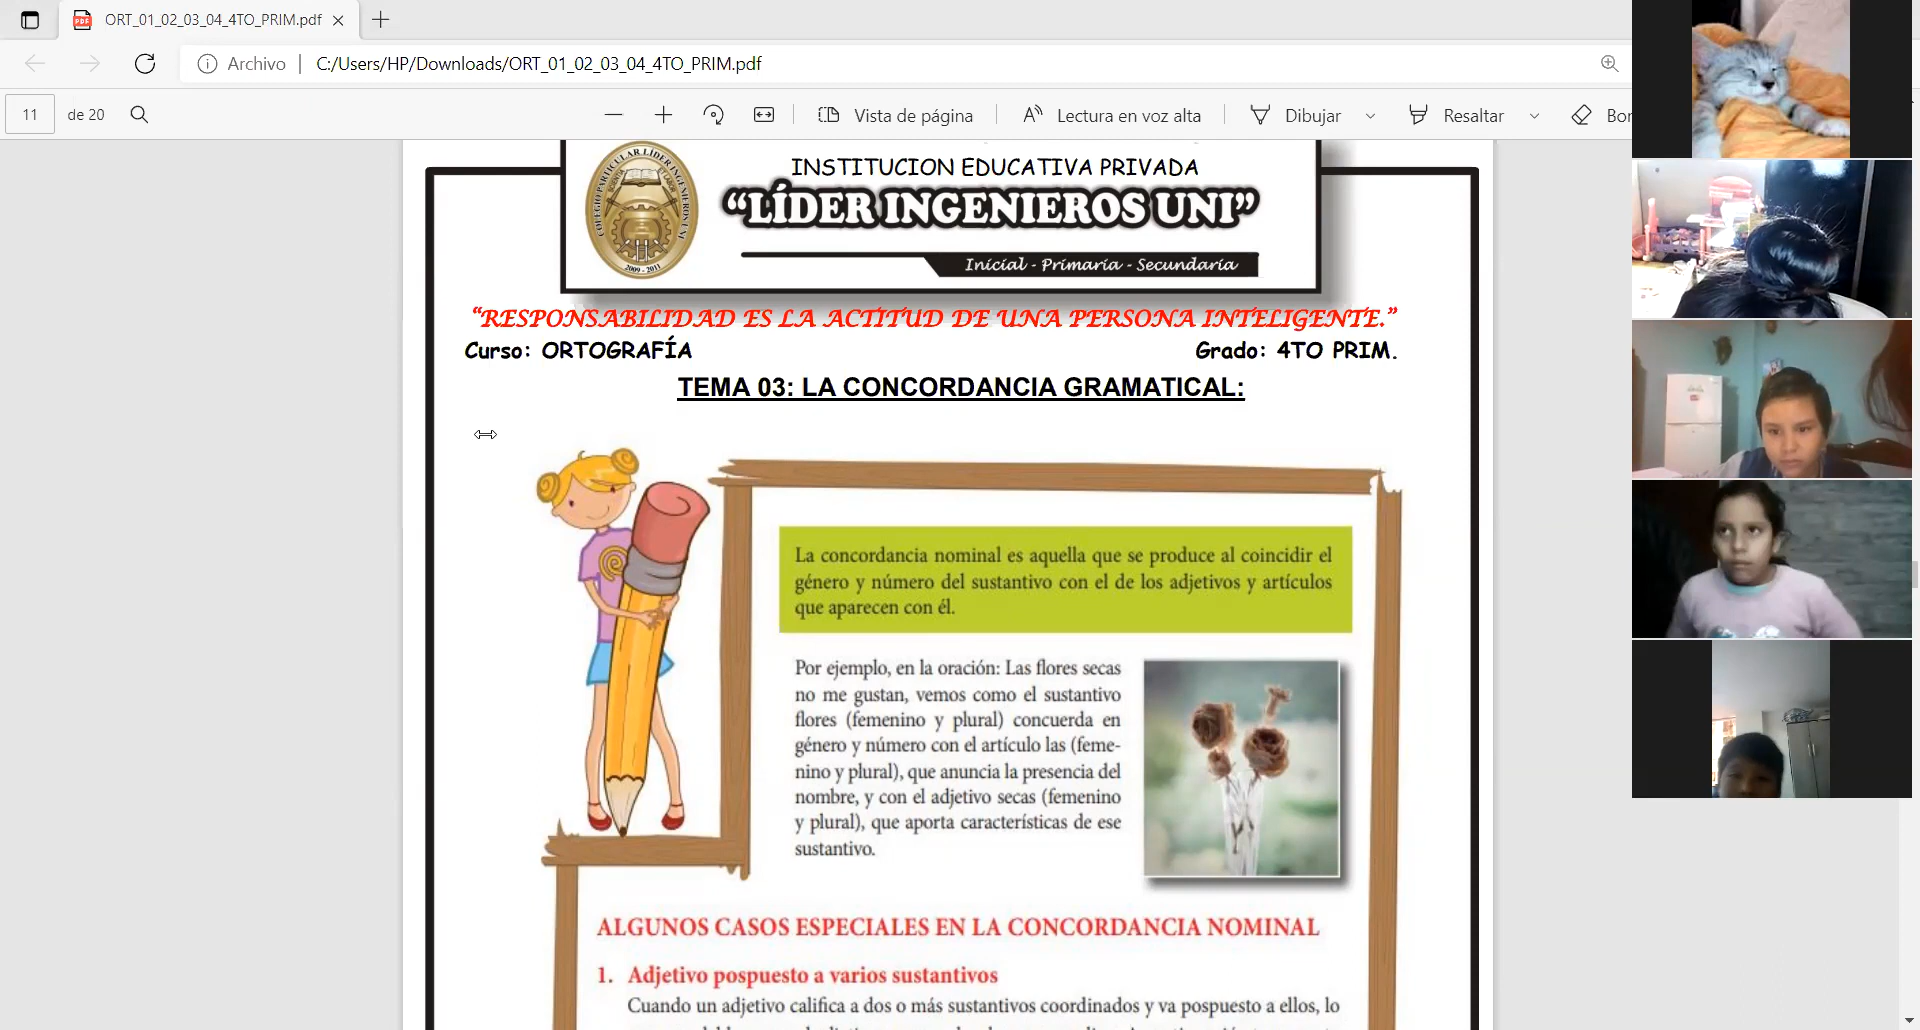 ORT_01_02_03_04_4TO_PRIM.pdf
Archivo
C:/Users/HP/Downloads/ORT_01_02_03_04_4TO_PRIM.pdf
11 de 20
Vista de página
Lectura en voz alta
Dibujar
Resaltar
COLEGIO PARTICULAR LÍDER INGENIEROS UNI
2009 - 2011
INSTITUCION EDUCATIVA PRIVADA
“LÍDER INGENIEROS UNI”
Inicial - Primaria - Secundaria
“RESPONSABILIDAD ES LA ACTITUD DE UNA PERSONA INTELIGENTE.”
Curso: ORTOGRAFÍA Grado: 4TO PRIM.
TEMA 03: LA CONCORDANCIA GRAMATICAL:
La concordancia nominal es aquella que se produce al coincidir el
género y número del sustantivo con el de los adjetivos y artículos
que aparecen con él.
Por ejemplo, en la oración: Las flores secas
no me gustan, vemos como el sustantivo
flores (femenino y plural) concuerda en
género y número con el artículo las (feme-
nino y plural), que anuncia la presencia del
nombre, y con el adjetivo secas (femenino
y plural), que aporta características de ese
sustantivo.
ALGUNOS CASOS ESPECIALES EN LA CONCORDANCIA NOMINAL
1. Adjetivo pospuesto a varios sustantivos
Cuando un adjetivo califica a dos o más sustantivos coordinados y va pospuesto a ellos, lo